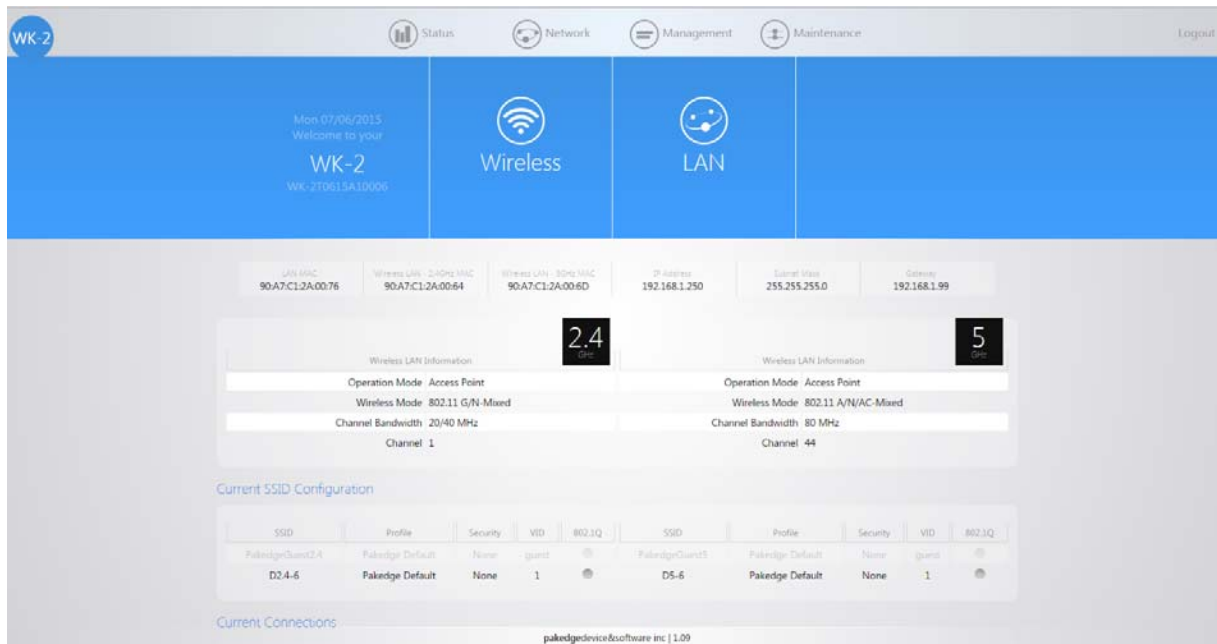 WK-2
Status Network Management Maintenance Logout
Mon 07/06/2015
Welcome to your
WK-2
WK-2T0615A10006
Wireless
LAN
LAN MAC Wireless LAN - 2.4GHz MAC Wireless LAN - 5GHz MAC IP Address Subnet Mask Gateway
90:A7:C1:2A:00:76 90:A7:C1:2A:00:64 90:A7:C1:2A:00:6D 192.168.1.250 255.255.255.0 192.168.1.99
2.4
GHz
Wireless LAN Information
Operation Mode Access Point
Wireless Mode 802.11 G/N-Mixed
Channel Bandwidth 20/40 MHz
Channel 1
5
GHz
Wireless LAN Information
Operation Mode Access Point
Wireless Mode 802.11 A/N/AC-Mixed
Channel Bandwidth 80 MHz
Channel 44
Current SSID Configuration
SSID Profile Security VID 802.1Q SSID Profile Security VID 802.1Q
PakedgeGuest2.4 Pakedge Default None guest PakedgeGuest5 Pakedge Default None guest
D2.4-6 Pakedge Default None 1 D5-6 Pakedge Default None 1
Current Connections
pakedgedevice&software inc | 1.09